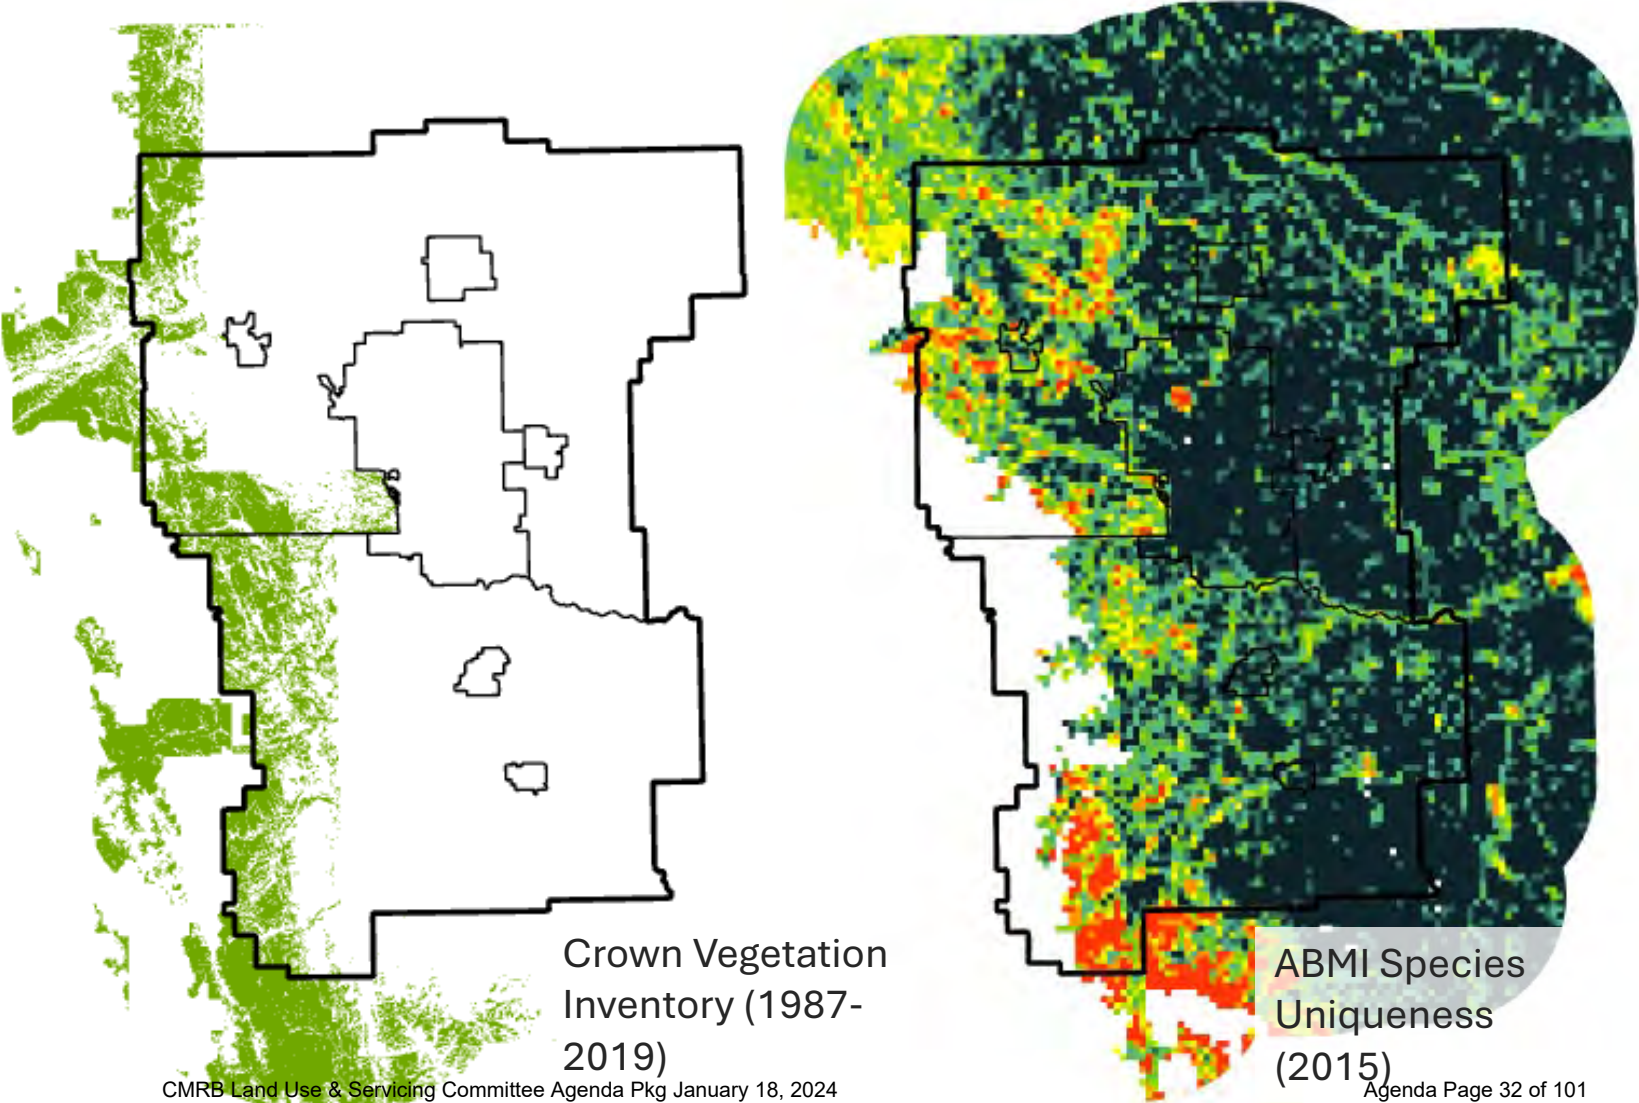 Crown Vegetation
Inventory (1987-
2019)
ABMI Species
Uniqueness
(2015)
CMRB Land Use & Servicing Committee Agenda Pkg January 18, 2024
Agenda Page 32 of 101